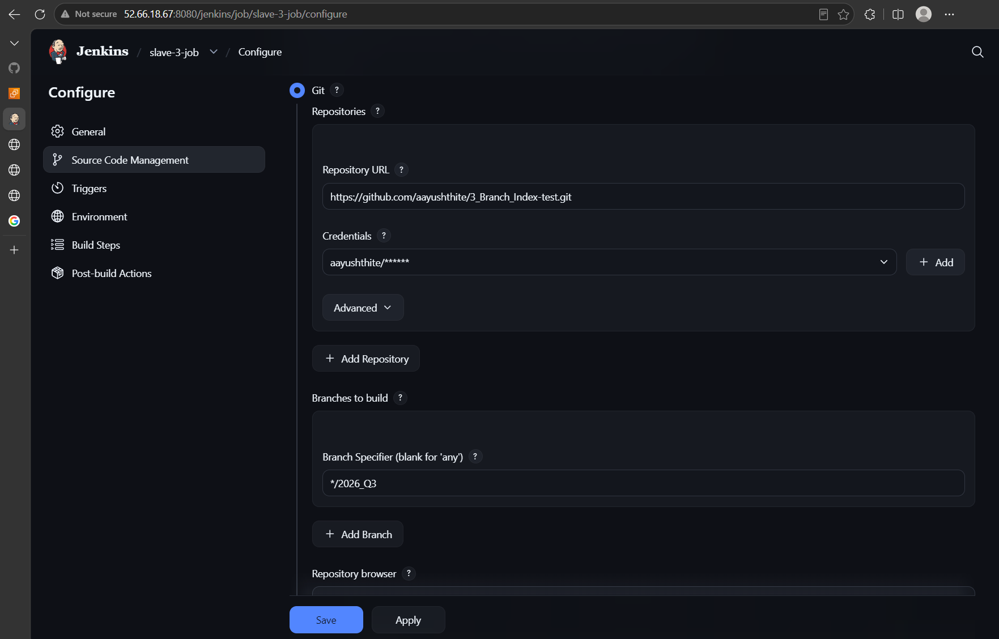 Not secure 52.66.18.67:8080/jenkins/job/slave-3-job/configure
Jenkins / slave-3-job / Configure
Configure
General
Source Code Management
Triggers
Environment
Build Steps
Post-build Actions
Git ?
Repositories ?
Repository URL ?
https://github.com/aayushthite/3_Branch_Index-test.git
Credentials ?
aayushthite/******
+ Add
Advanced
+ Add Repository
Branches to build ?
Branch Specifier (blank for 'any') ?
*/2026_Q3
+ Add Branch
Repository browser ?
Save
Apply